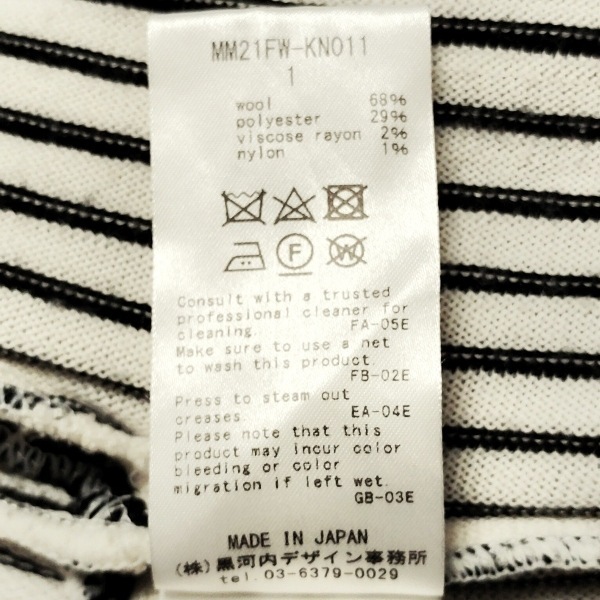 MM21FW-KN011
1
wool 68%
polyester 29%
viscose rayon 2%
nylon 1%
F
W
Consult with a trusted
professional cleaner for
cleaning. FA-05E
Make sure to use a net
to wash this product.
FB-02E
Press to steam out
creases. EA-04E
Please note that this
product may incur color
bleeding or color
migration if left wet.
GB-03E
MADE IN JAPAN
(株)黒河内デザイン事務所
tel. 03-6379-0029